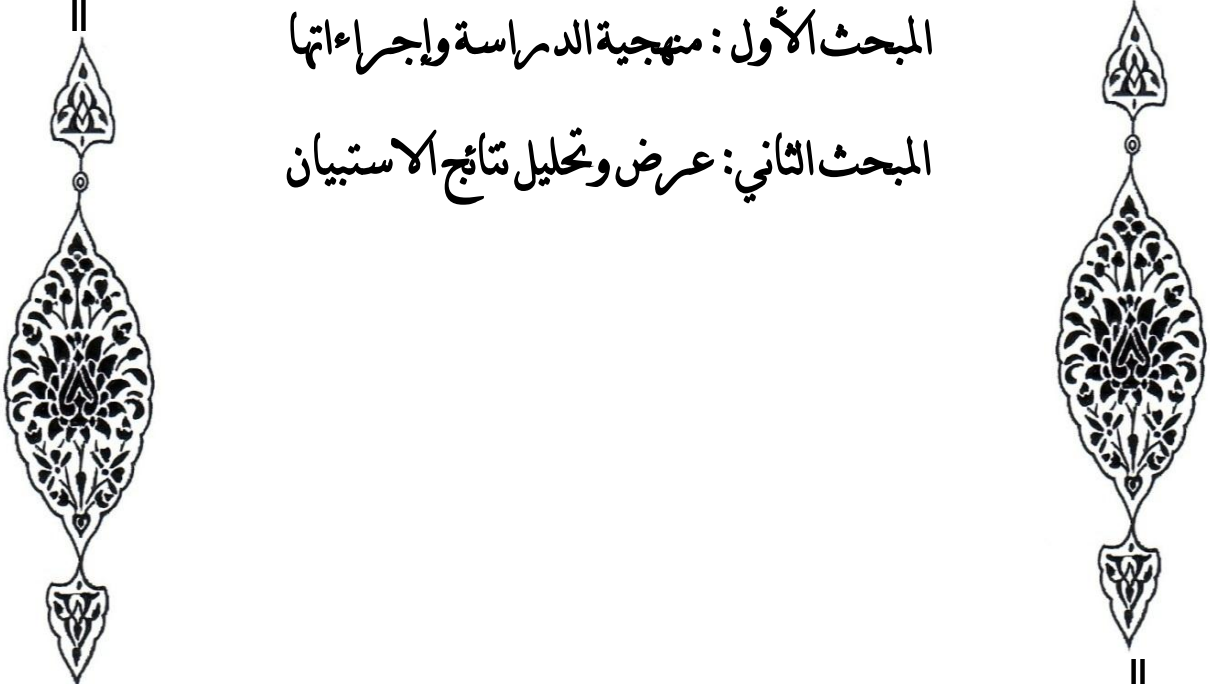 المبحث الأول : منهجية الدراسة وإجراءاتها
المبحث الثاني: عرض وتحليل نتائج الاستبيان